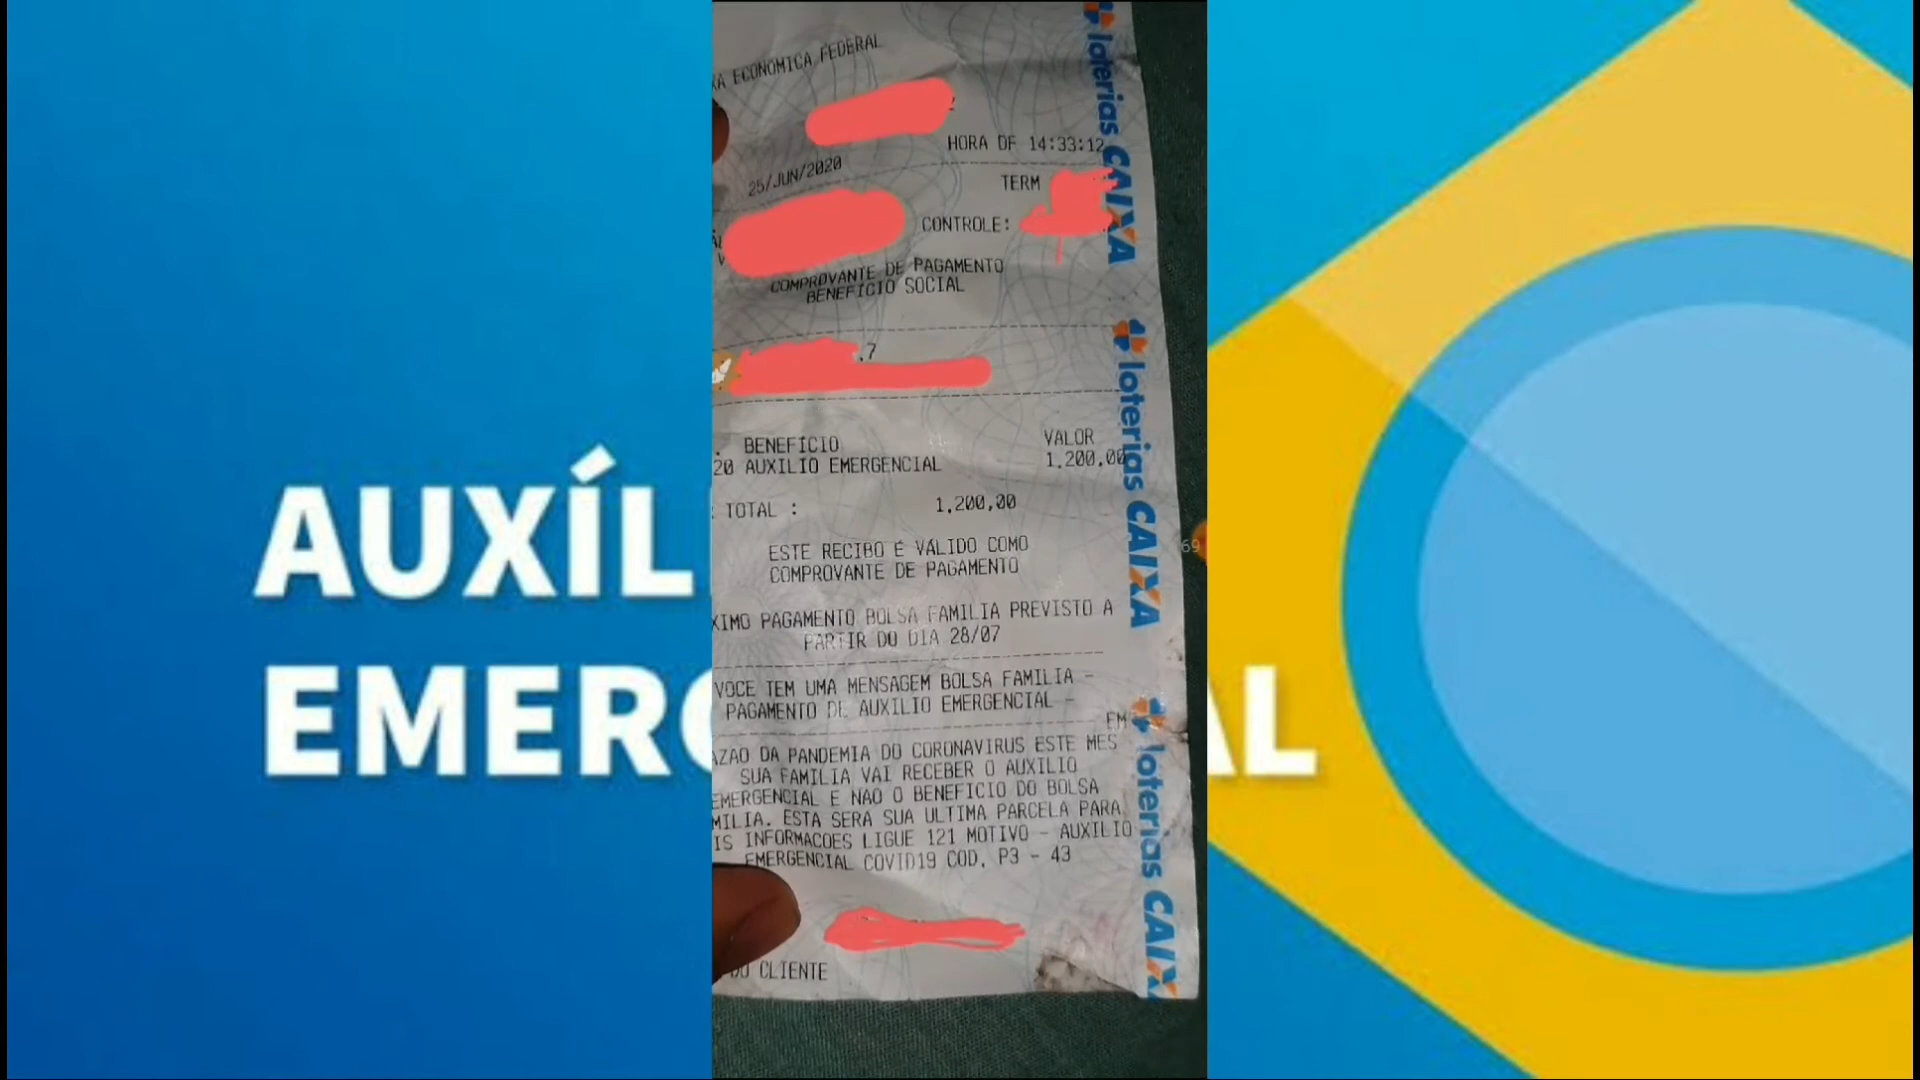 AUXÍL
EMERG
AL
XA ECONOMICA FEDERAL
2
HORA DF 14:33:12
25/JUN/2020
TERM
CONTROLE:
COMPROVANTE DE PAGAMENTO
BENEFICIO SOCIAL
.7
BENEFICIO VALOR
20 AUXILIO EMERGENCIAL 1.200,00
TOTAL : 1.200,00
ESTE RECIBO É VÁLIDO COMO
COMPROVANTE DE PAGAMENTO
XIMO PAGAMENTO BOLSA FAMILIA PREVISTO A
PARTIR DO DIA 28/07
VOCE TEM UMA MENSAGEM BOLSA FAMILIA -
PAGAMENTO DE AUXILIO EMERGENCIAL -
EM
AZAO DA PANDEMIA DO CORONAVIRUS ESTE MES
SUA FAMILIA VAI RECEBER O AUXILIO
EMERGENCIAL E NAO O BENEFICIO DO BOLSA
MILIA. ESTA SERA SUA ULTIMA PARCELA PARA
IS INFORMACOES LIGUE 121 MOTIVO - AUXILIO
EMERGENCIAL COVID19 COD. P3 - 43
DO CLIENTE
loterias CAIXA
loterias CAIXA
loterias CAIXA
69